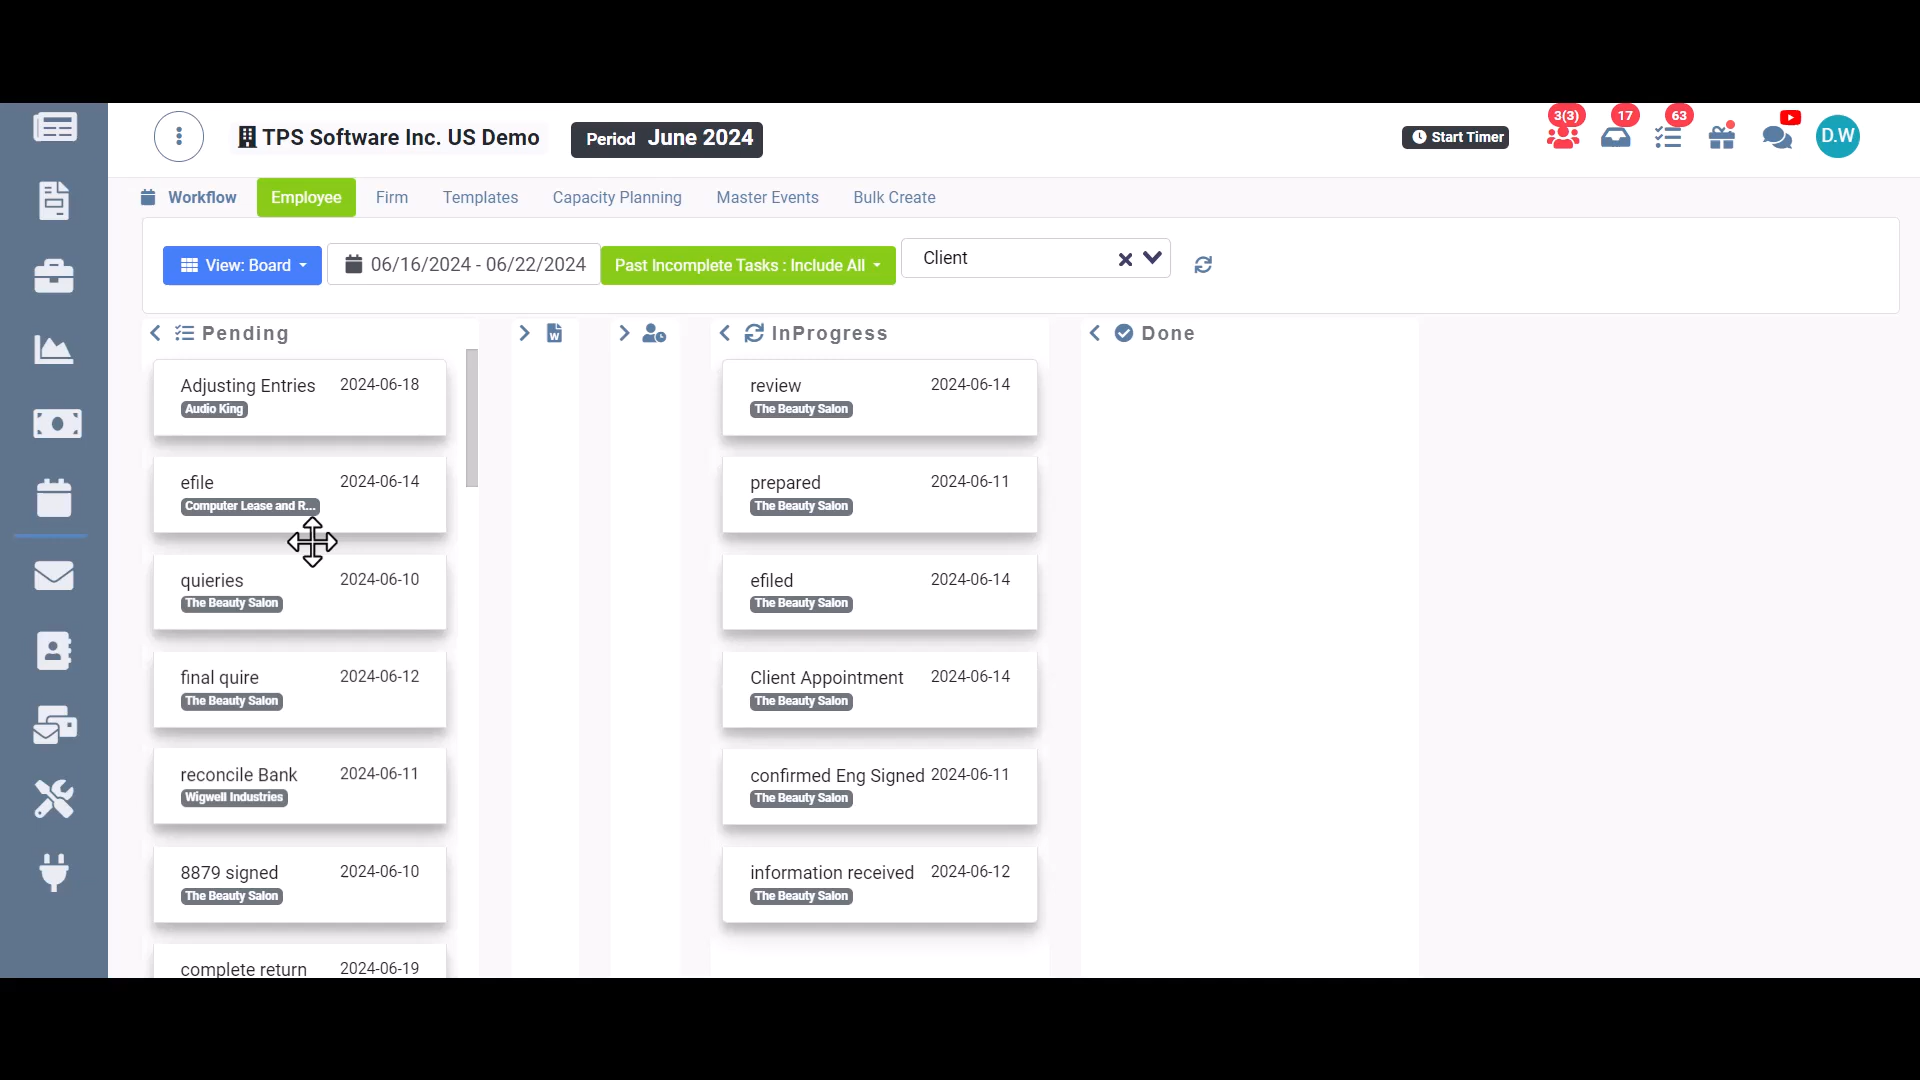 TPS Software Inc. US Demo
Period June 2024
Start Timer
3(3)
17
63
D.W
Workflow
Employee
Firm
Templates
Capacity Planning
Master Events
Bulk Create
View: Board
06/16/2024 - 06/22/2024
Past Incomplete Tasks : Include All
Client
Pending
W
InProgress
Done
Adjusting Entries 2024-06-18
Audio King
efile 2024-06-14
Computer Lease and R...
quieries 2024-06-10
The Beauty Salon
final quire 2024-06-12
The Beauty Salon
reconcile Bank 2024-06-11
Wigwell Industries
8879 signed 2024-06-10
The Beauty Salon
complete return 2024-06-19
review 2024-06-14
The Beauty Salon
prepared 2024-06-11
The Beauty Salon
efiled 2024-06-14
The Beauty Salon
Client Appointment 2024-06-14
The Beauty Salon
confirmed Eng Signed 2024-06-11
The Beauty Salon
information received 2024-06-12
The Beauty Salon